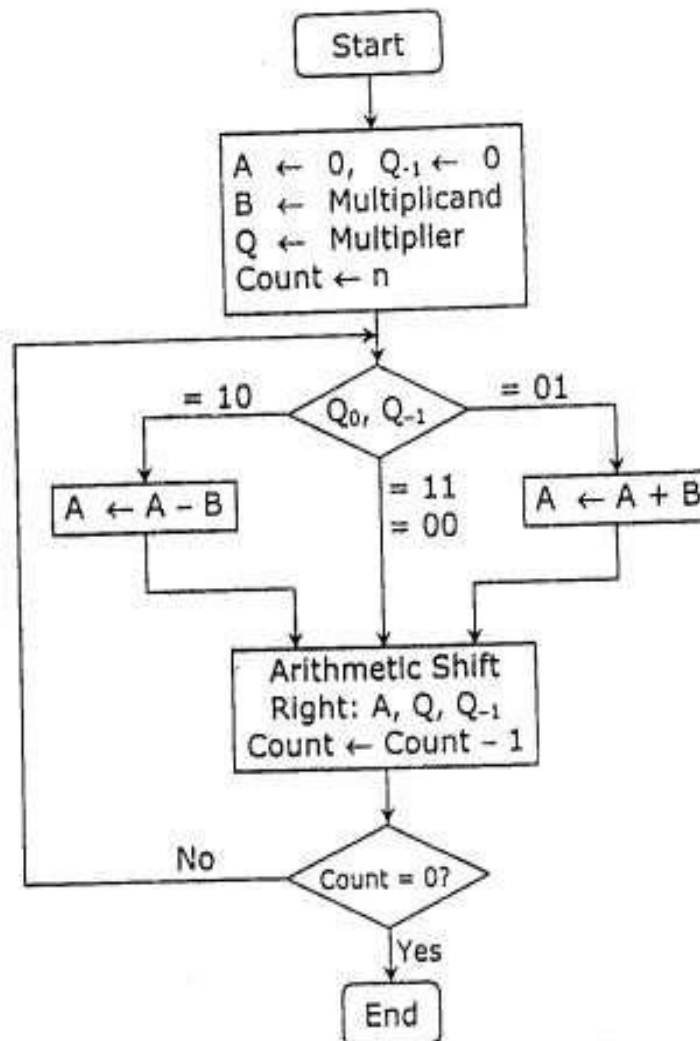 Start
A ← 0, Q₋₁ ← 0
B ← Multiplicand
Q ← Multiplier
Count ← n
= 10
Q₀, Q₋₁
= 01
A ← A – B
= 11
= 00
A ← A + B
Arithmetic Shift
Right: A, Q, Q₋₁
Count ← Count – 1
No
Count = 0?
Yes
End